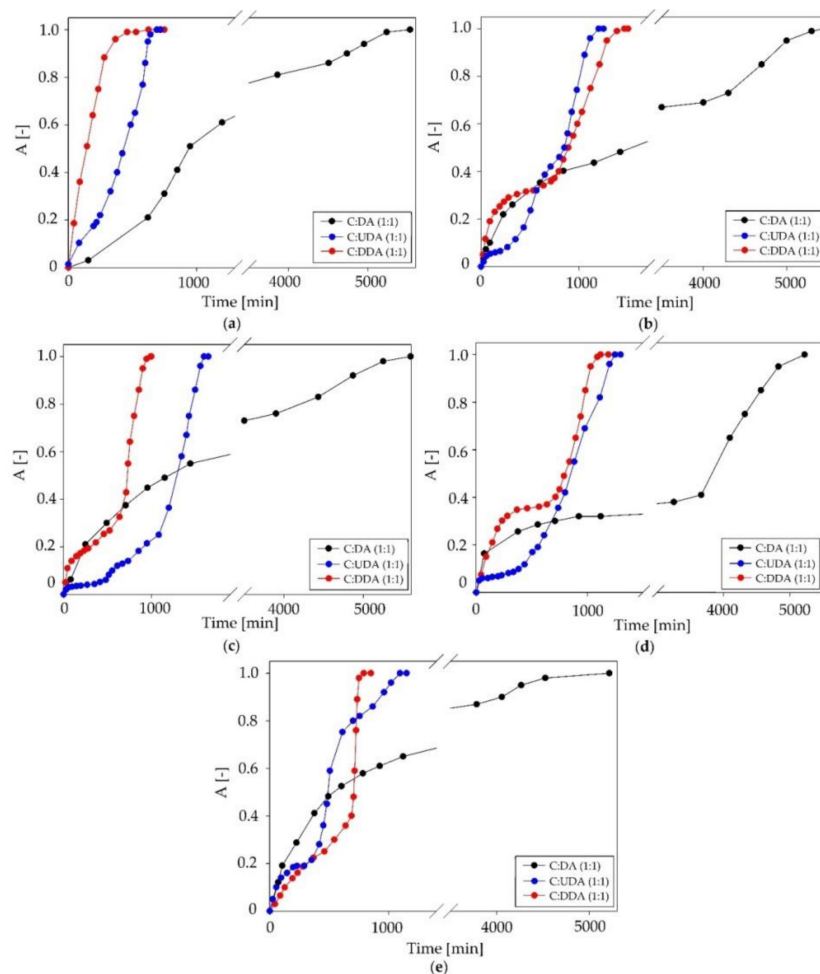 A [-]
1.0
0.8
0.6
0.4
0.2
0
C:DA (1:1)
C:UDA (1:1)
C:DDA (1:1)
0 1000 4000 5000
Time [min]
(a)
A [-]
1.0
0.8
0.6
0.4
0.2
0
C:DA (1:1)
C:UDA (1:1)
C:DDA (1:1)
0 1000 4000 5000
Time [min]
(b)
A [-]
1.0
0.8
0.6
0.4
0.2
0
C:DA (1:1)
C:UDA (1:1)
C:DDA (1:1)
0 1000 4000 5000
Time [min]
(c)
A [-]
1.0
0.8
0.6
0.4
0.2
0
C:DA (1:1)
C:UDA (1:1)
C:DDA (1:1)
0 1000 4000 5000
Time [min]
(d)
A [-]
1.0
0.8
0.6
0.4
0.2
0
C:DA (1:1)
C:UDA (1:1)
C:DDA (1:1)
0 1000 4000 5000
Time [min]
(e)